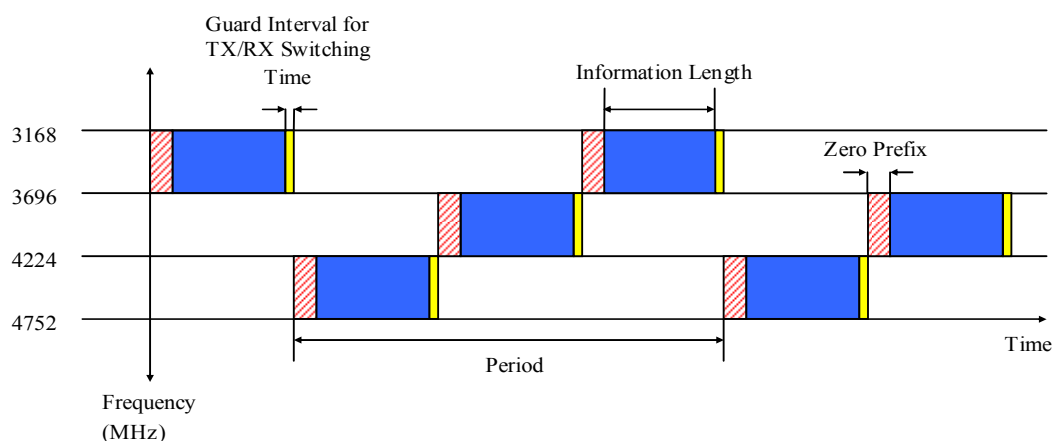 Guard Interval for
TX/RX Switching
Time
Information Length
3168
Zero Prefix
3696
4224
4752
Time
Period
Frequency
(MHz)